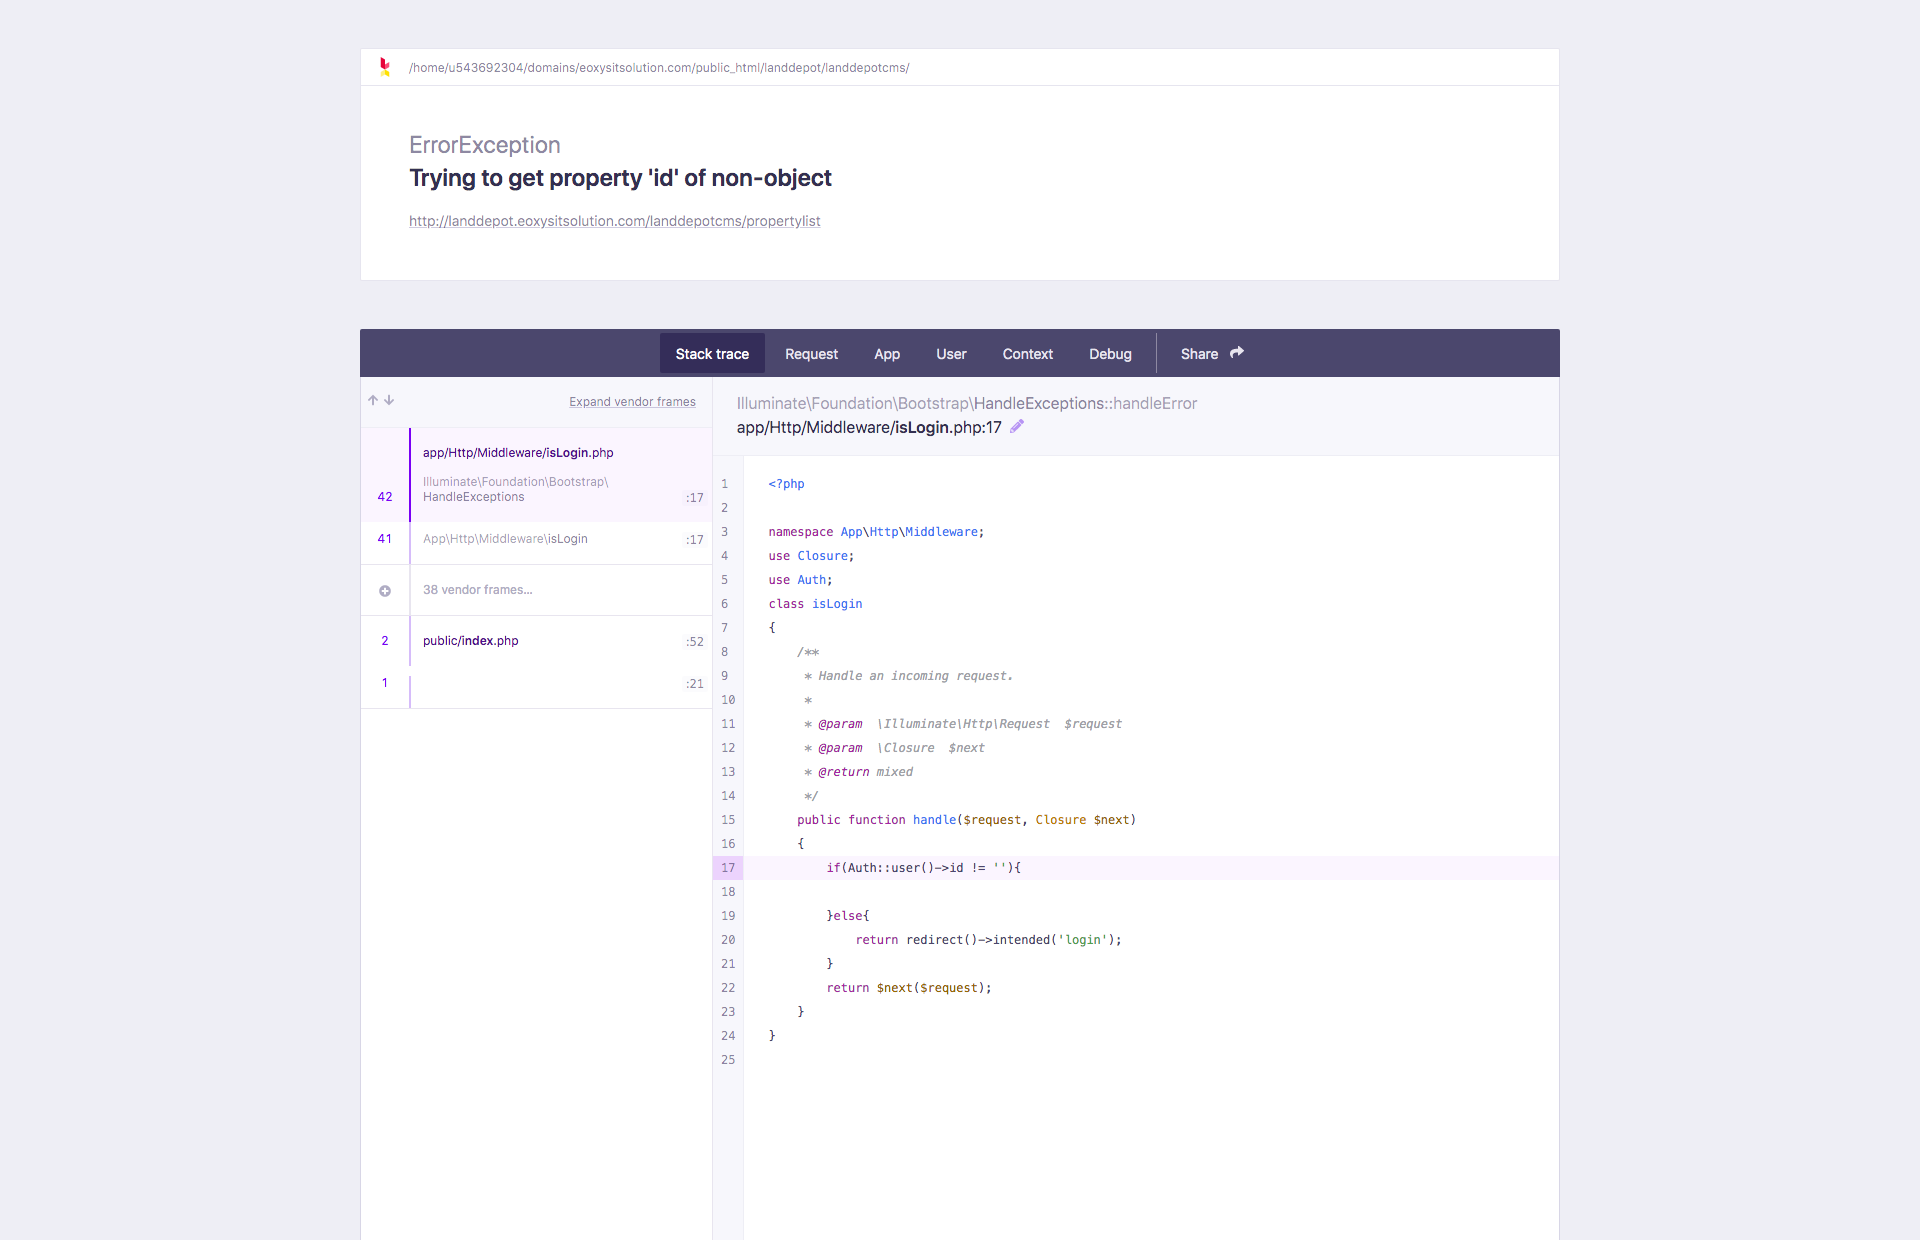 /home/u543692304/domains/eoxysitsolution.com/public_html/landdepot/landdepotcms/
ErrorException
Trying to get property 'id' of non-object
http://landdepot.eoxysitsolution.com/landdepotcms/propertylist
Stack trace Request App User Context Debug Share
Expand vendor frames
app/Http/Middleware/isLogin.php
Illuminate\Foundation\Bootstrap\
42 HandleExceptions :17
41 App\Http\Middleware\isLogin :17
38 vendor frames...
2 public/index.php :52
1 :21
Illuminate\Foundation\Bootstrap\HandleExceptions::handleError
app/Http/Middleware/isLogin.php:17
1 <?php
2
3 namespace App\Http\Middleware;
4 use Closure;
5 use Auth;
6 class isLogin
7 {
8     /**
9      * Handle an incoming request.
10      *
11      * @param  \Illuminate\Http\Request  $request
12      * @param  \Closure  $next
13      * @return mixed
14      */
15     public function handle($request, Closure $next)
16     {
17         if(Auth::user()->id != ''){
18
19         }else{
20             return redirect()->intended('login');
21         }
22         return $next($request);
23     }
24 }
25